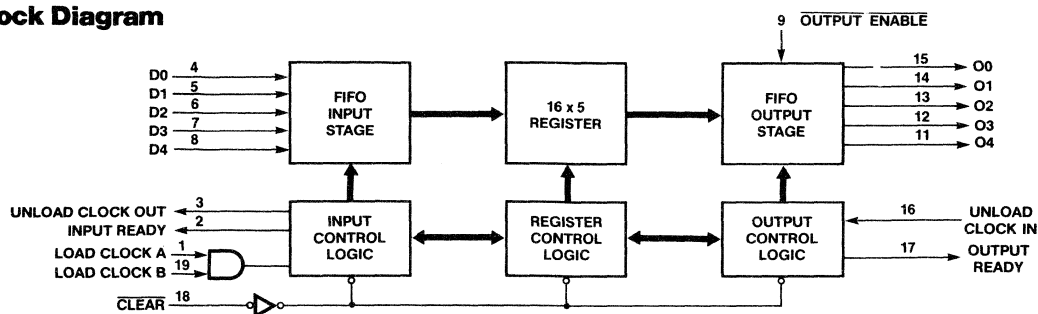 ock Diagram
9 OUTPUT ENABLE
D0 4
D1 5
D2 6
D3 7
D4 8
FIFO
INPUT
STAGE
16 x 5
REGISTER
FIFO
OUTPUT
STAGE
15 O0
14 O1
13 O2
12 O3
11 O4
UNLOAD CLOCK OUT 3
INPUT READY 2
LOAD CLOCK A 1
LOAD CLOCK B 19
CLEAR 18
INPUT
CONTROL
LOGIC
REGISTER
CONTROL
LOGIC
OUTPUT
CONTROL
LOGIC
16 UNLOAD
CLOCK IN
17 OUTPUT
READY